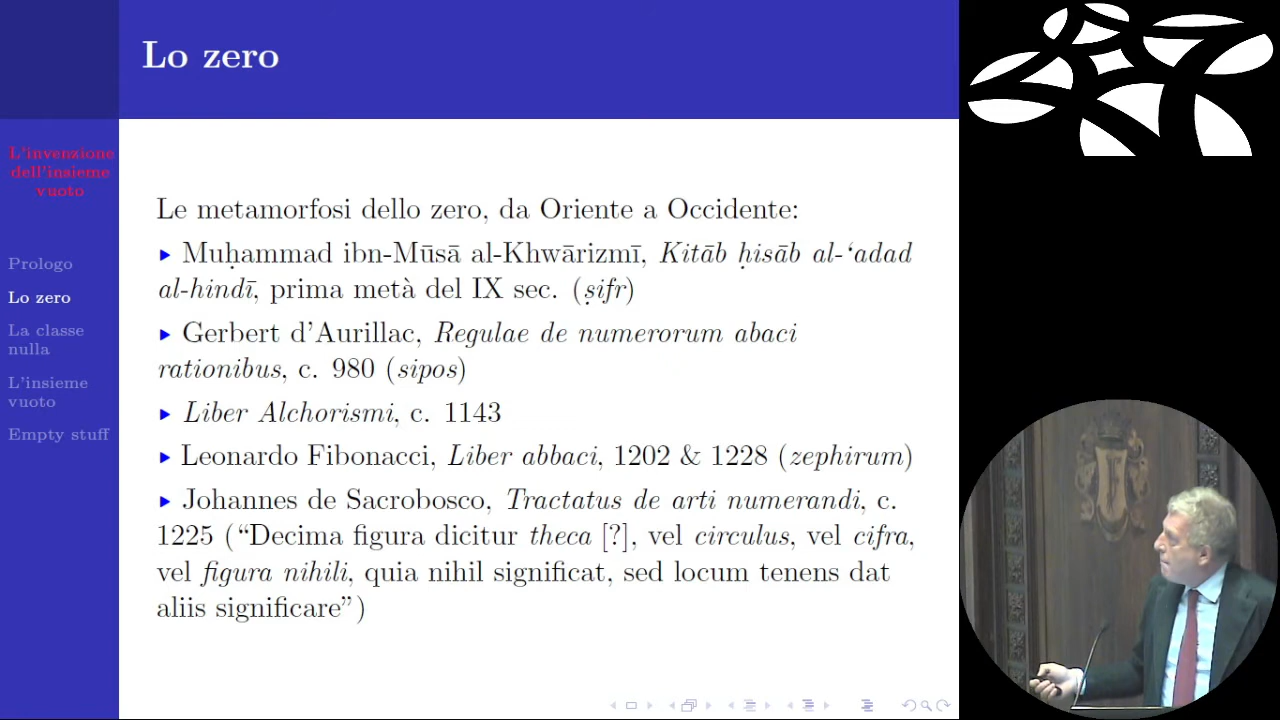 Lo zero
L'invenzione
dell'insieme
vuoto
Prologo
Lo zero
La classe
nulla
L'insieme
vuoto
Empty stuff
Le metamorfosi dello zero, da Oriente a Occidente:
Muḥammad ibn-Mūsā al-Khwārizmī, Kitāb ḥisāb al-‘adad
al-hindī, prima metà del IX sec. (ṣifr)
Gerbert d'Aurillac, Regulae de numerorum abaci
rationibus, c. 980 (sipos)
Liber Alchorismi, c. 1143
Leonardo Fibonacci, Liber abbaci, 1202 & 1228 (zephirum)
Johannes de Sacrobosco, Tractatus de arti numerandi, c.
1225 (“Decima figura dicitur theca [?], vel circulus, vel cifra,
vel figura nihili, quia nihil significat, sed locum tenens dat
aliis significare”)